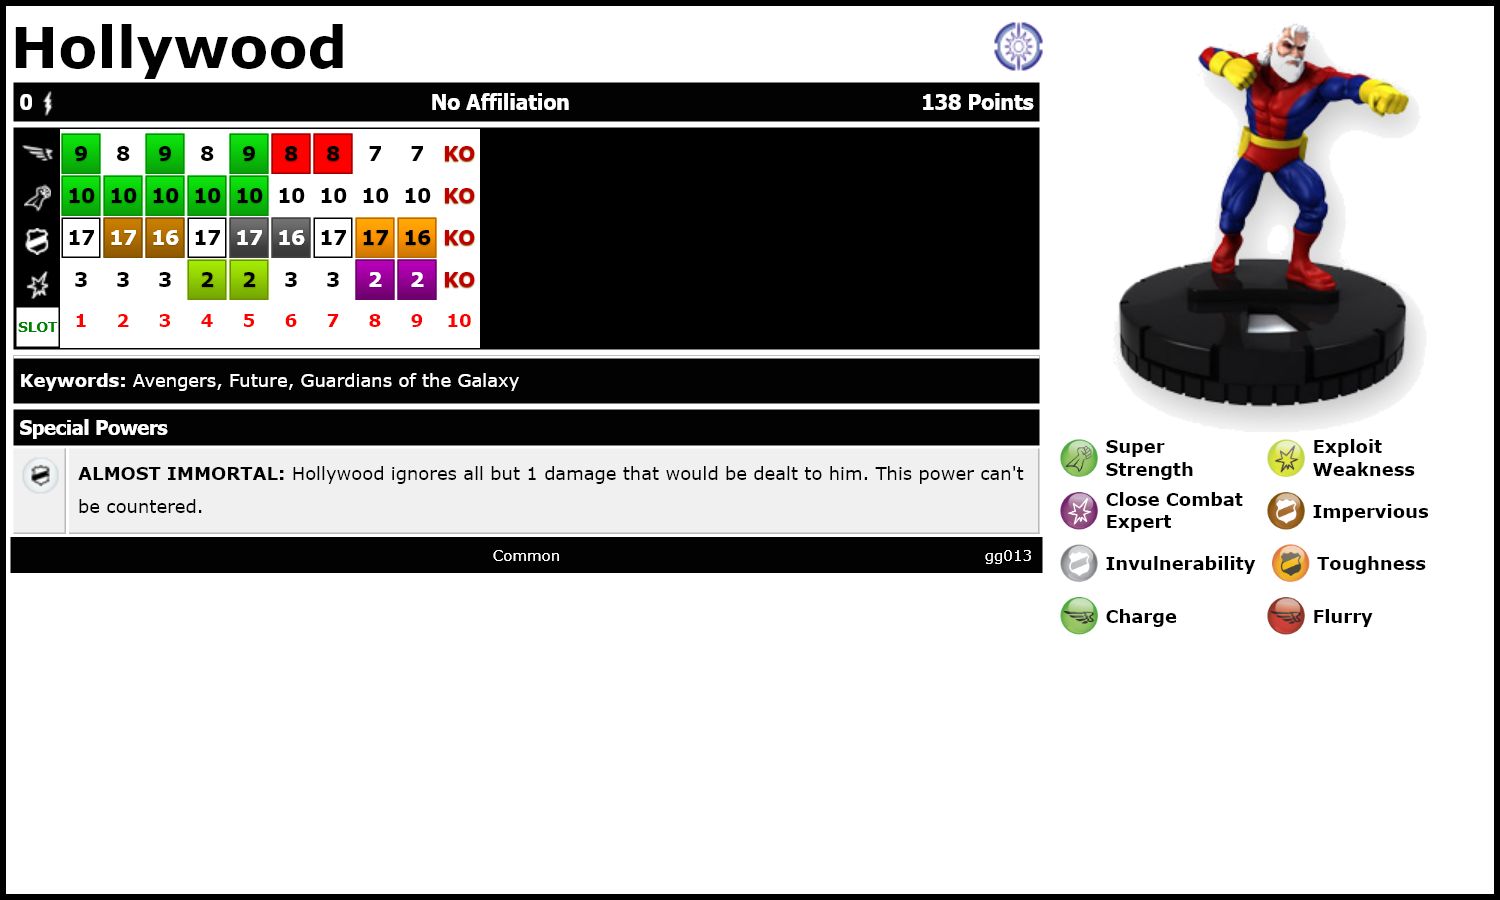 Hollywood
0 No Affiliation 138 Points
9 8 9 8 9 8 8 7 7 KO
10 10 10 10 10 10 10 10 10 KO
17 17 16 17 17 16 17 17 16 KO
3 3 3 2 2 3 3 2 2 KO
SLOT 1 2 3 4 5 6 7 8 9 10
Keywords: Avengers, Future, Guardians of the Galaxy
Special Powers
ALMOST IMMORTAL: Hollywood ignores all but 1 damage that would be dealt to him. This power can't
be countered.
Common gg013
Super
Strength
Exploit
Weakness
Close Combat
Expert
Impervious
Invulnerability
Toughness
Charge
Flurry